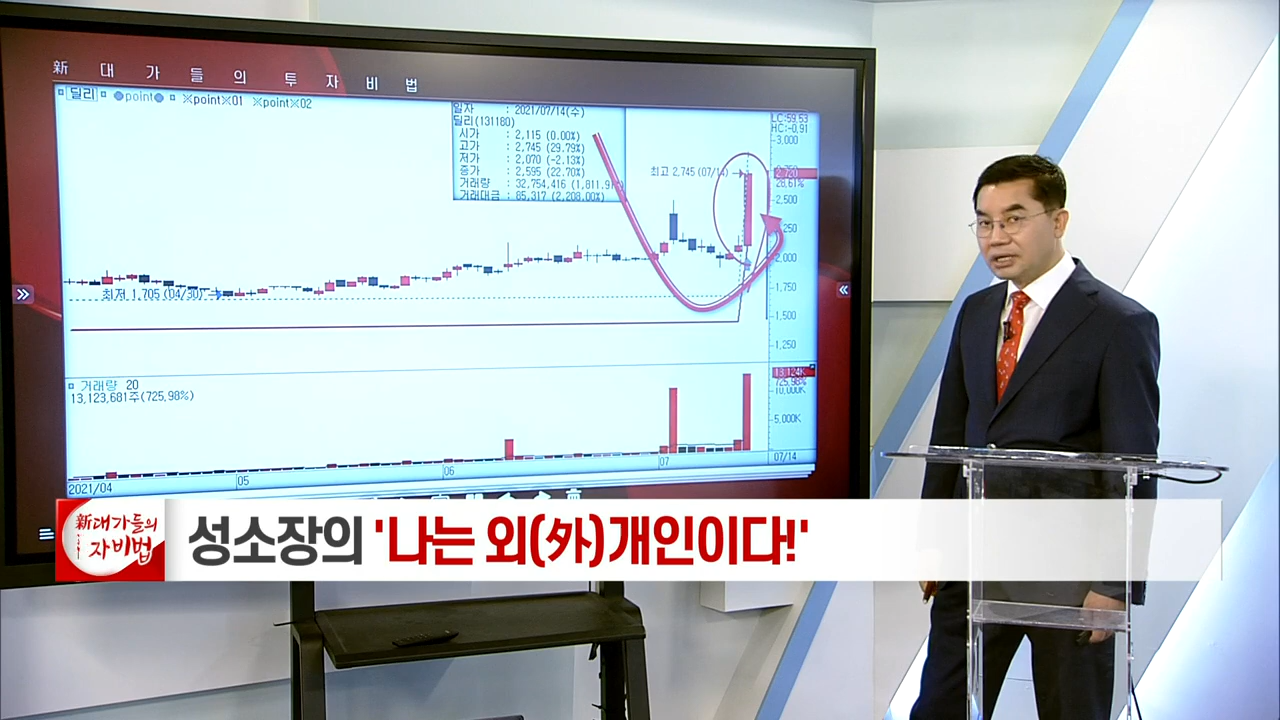 新 대 가 들 의 투 자 비 법
딜리 point point01 point02
일자 : 2021/07/14(수)
딜리(131180)
시가 : 2,115 (0.00%)
고가 : 2,745 (29.79%)
저가 : 2,070 (-2.13%)
종가 : 2,595 (22.70%)
거래량 : 32,754,416 (1,811.91%)
거래대금 : 85,317 (2,208.00%)
LC:59.53
HC:-0.91
3,000
최고 2,745 (07/14)
2,720
28.61%
2,500
2,000
1,750
1,500
1,250
최저 1,705 (04/30)
거래량 20
13,123,681주(725.98%)
13,124K
725.98%
10,000K
5,000K
2021/04
05
06
07
07/14
»
«
新대가들의
자비법
성소장의 '나는 외(外)개인이다!'